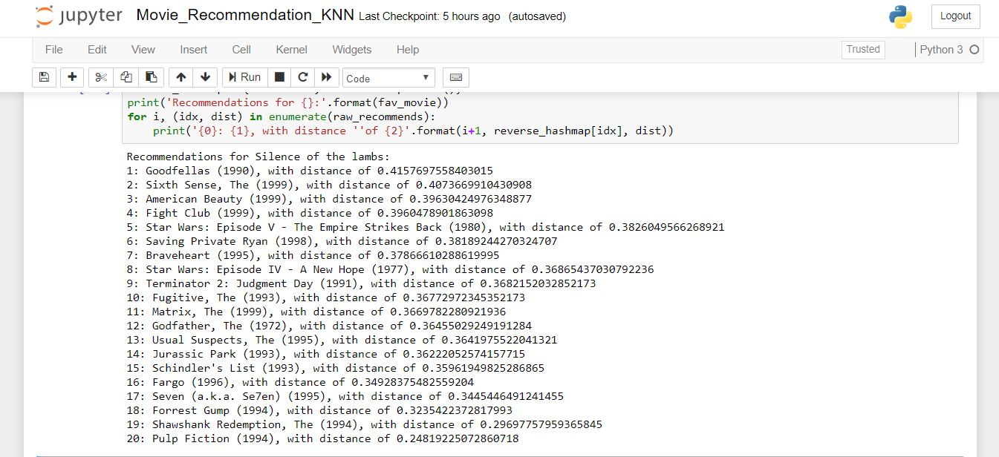 jupyter Movie_Recommendation_KNN Last Checkpoint: 5 hours ago (autosaved) Logout
File Edit View Insert Cell Kernel Widgets Help Trusted Python 3
Run Code
print('Recommendations for {}:'.format(fav_movie))
for i, (idx, dist) in enumerate(raw_recommends):
    print('{0}: {1}, with distance ''of {2}'.format(i+1, reverse_hashmap[idx], dist))
Recommendations for Silence of the lambs:
1: Goodfellas (1990), with distance of 0.4157697558403015
2: Sixth Sense, The (1999), with distance of 0.4073669910430908
3: American Beauty (1999), with distance of 0.39630424976348877
4: Fight Club (1999), with distance of 0.3960478901863098
5: Star Wars: Episode V - The Empire Strikes Back (1980), with distance of 0.3826049566268921
6: Saving Private Ryan (1998), with distance of 0.38189244270324707
7: Braveheart (1995), with distance of 0.37866610288619995
8: Star Wars: Episode IV - A New Hope (1977), with distance of 0.36865437030792236
9: Terminator 2: Judgment Day (1991), with distance of 0.3682152032852173
10: Fugitive, The (1993), with distance of 0.36772972345352173
11: Matrix, The (1999), with distance of 0.3669782280921936
12: Godfather, The (1972), with distance of 0.36455029249191284
13: Usual Suspects, The (1995), with distance of 0.3641975522041321
14: Jurassic Park (1993), with distance of 0.36222052574157715
15: Schindler's List (1993), with distance of 0.35961949825286865
16: Fargo (1996), with distance of 0.34928375482559204
17: Seven (a.k.a. Se7en) (1995), with distance of 0.3445446491241455
18: Forrest Gump (1994), with distance of 0.3235422372817993
19: Shawshank Redemption, The (1994), with distance of 0.29697757959365845
20: Pulp Fiction (1994), with distance of 0.24819225072860718